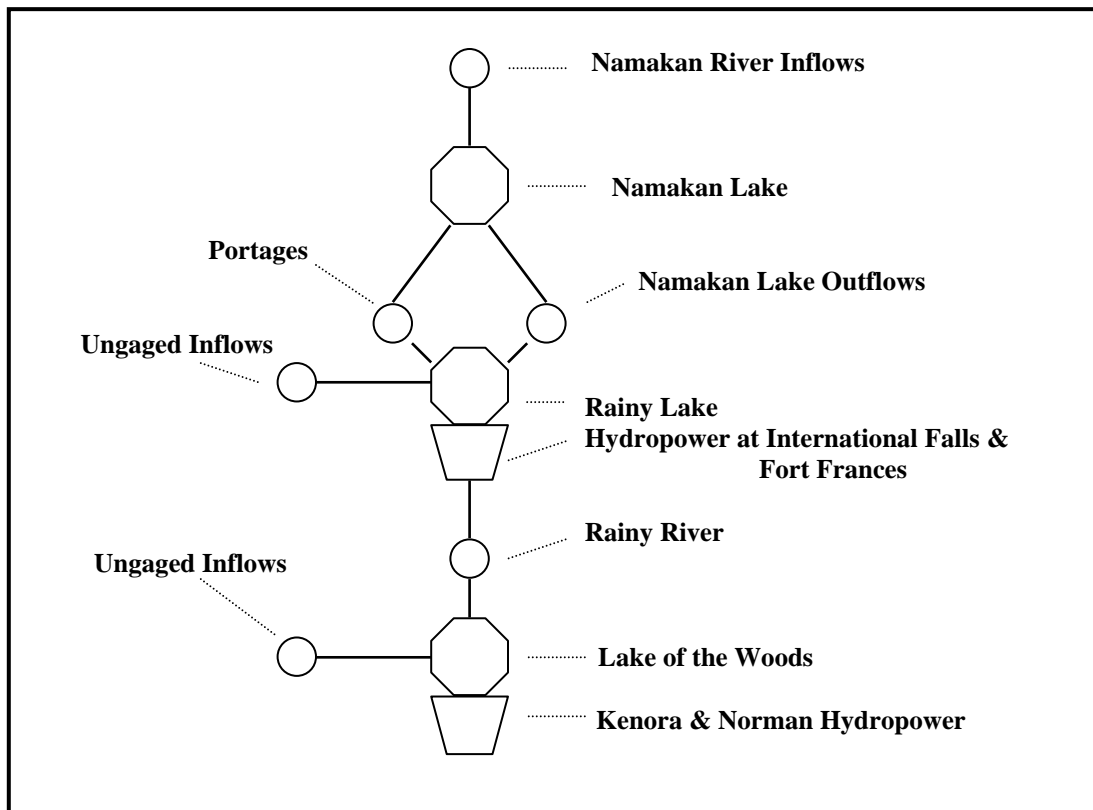 Namakan River Inflows
Namakan Lake
Portages
Namakan Lake Outflows
Ungaged Inflows
Rainy Lake
Hydropower at International Falls &
Fort Frances
Rainy River
Ungaged Inflows
Lake of the Woods
Kenora & Norman Hydropower